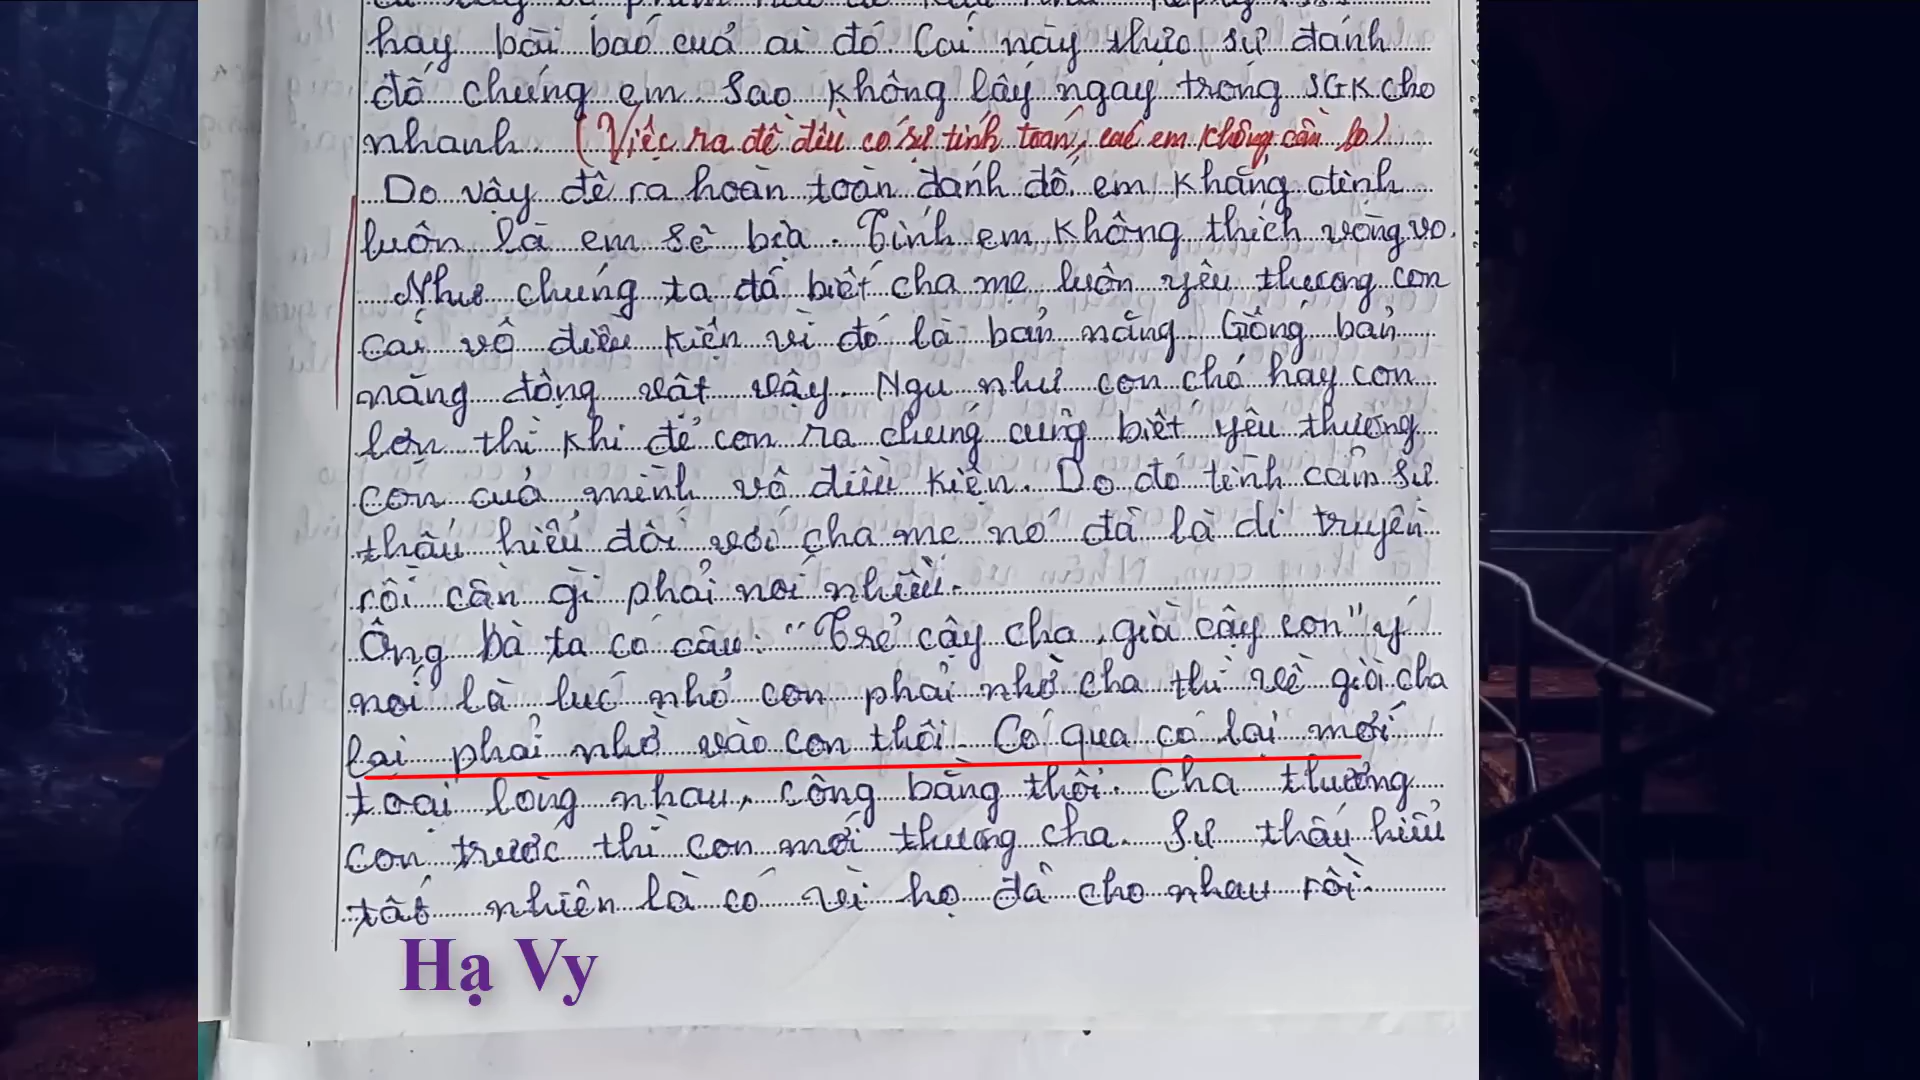 hay bài báo cuả ai đó Cái này thực sự đánh
đố chúng em. Sao không lấy ngay trong SGK cho
nhanh (Việc ra đề đều có sự tính toán, các em không cần lo)
Do vậy đề ra hoàn toàn đánh đố, em khẳng định
luôn là em sẽ bịa. Tính em không thích vòng vo.
Như chúng ta đã biết cha mẹ luôn yêu thương con
cái vô điều kiện vì đó là bản năng. Giống bản
năng động vật vậy. Ngu như con chó hay con
lợn thì khi đẻ con ra chúng cũng biết yêu thương
con cuả mình vô điều kiện. Do đó tình cảm sự
thấu hiểu đối với cha mẹ nó đã là di truyền
rồi cần gì phải nói nhiều.
Ông bà ta có câu: "Trẻ cậy cha, già cậy con" ý
nói là lúc nhỏ con phải nhờ cha thì về già cha
lại phải nhờ vào con thôi. Có qua có lại mới
toại lòng nhau, công bằng thôi. Cha thương
con trước thì con mới thương cha. Sự thấu hiểu
tất nhiên là có vì họ đã cho nhau rồi.
Hạ Vy